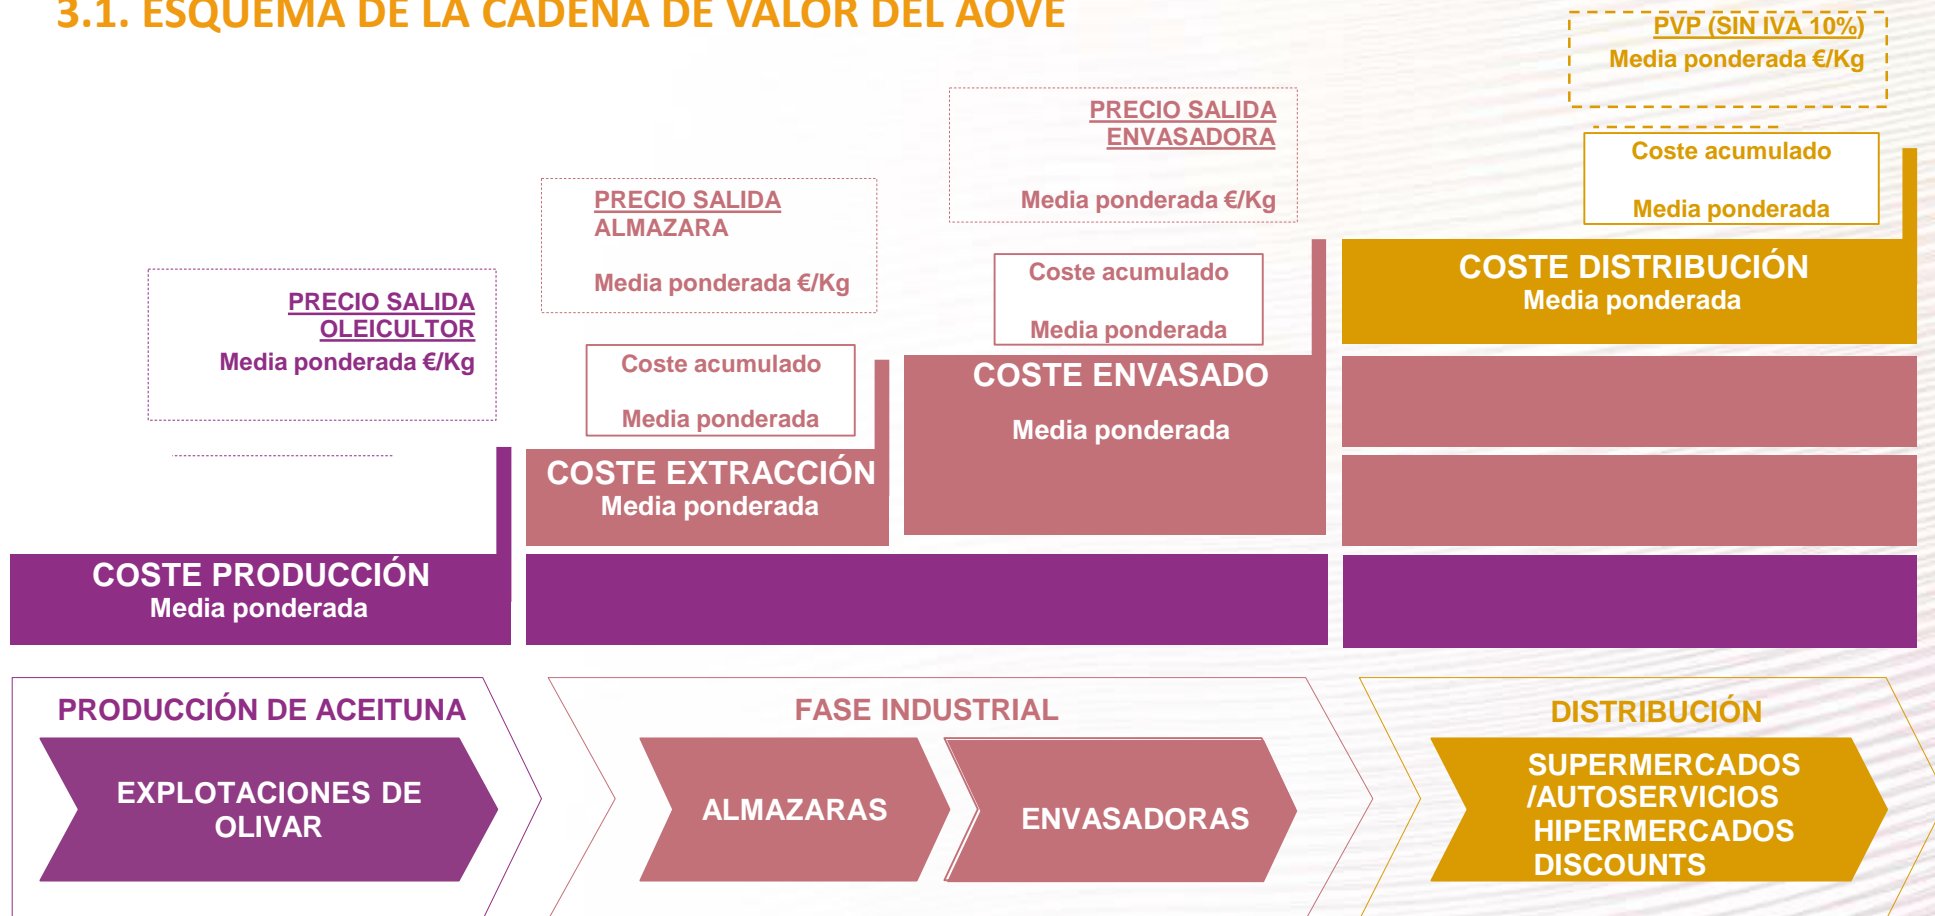 3.1. ESQUEMA DE LA CADENA DE VALOR DEL AOVE
PVP (SIN IVA 10%)
Media ponderada €/Kg
Coste acumulado
Media ponderada
COSTE DISTRIBUCIÓN
Media ponderada
PRECIO SALIDA
ENVASADORA
Media ponderada €/Kg
Coste acumulado
Media ponderada
COSTE ENVASADO
Media ponderada
PRECIO SALIDA
ALMAZARA
Media ponderada €/Kg
Coste acumulado
Media ponderada
COSTE EXTRACCIÓN
Media ponderada
PRECIO SALIDA
OLEICULTOR
Media ponderada €/Kg
COSTE PRODUCCIÓN
Media ponderada
PRODUCCIÓN DE ACEITUNA
EXPLOTACIONES DE
OLIVAR
FASE INDUSTRIAL
ALMAZARAS
ENVASADORAS
DISTRIBUCIÓN
SUPERMERCADOS
/AUTOSERVICIOS
HIPERMERCADOS
DISCOUNTS